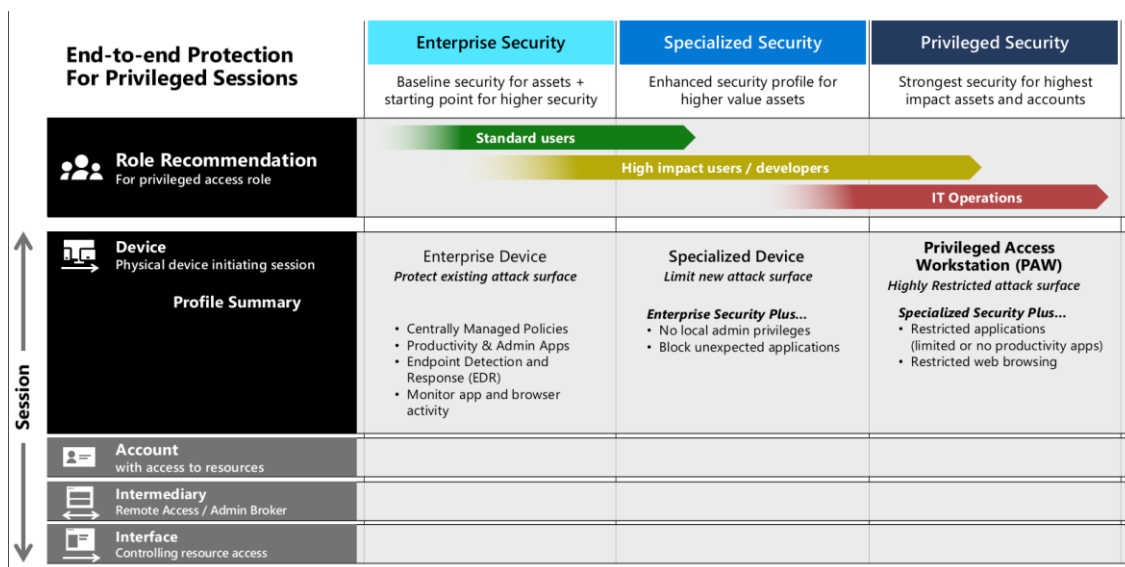 End-to-end Protection
For Privileged Sessions
Enterprise Security
Specialized Security
Privileged Security
Baseline security for assets +
starting point for higher security
Enhanced security profile for
higher value assets
Strongest security for highest
impact assets and accounts
Role Recommendation
For privileged access role
Standard users
High impact users / developers
IT Operations
Session
Device
Physical device initiating session
Profile Summary
Enterprise Device
Protect existing attack surface
• Centrally Managed Policies
• Productivity & Admin Apps
• Endpoint Detection and
Response (EDR)
• Monitor app and browser
activity
Specialized Device
Limit new attack surface
Enterprise Security Plus...
• No local admin privileges
• Block unexpected applications
Privileged Access
Workstation (PAW)
Highly Restricted attack surface
Specialized Security Plus...
• Restricted applications
(limited or no productivity apps)
• Restricted web browsing
Account
with access to resources
Intermediary
Remote Access / Admin Broker
Interface
Controlling resource access